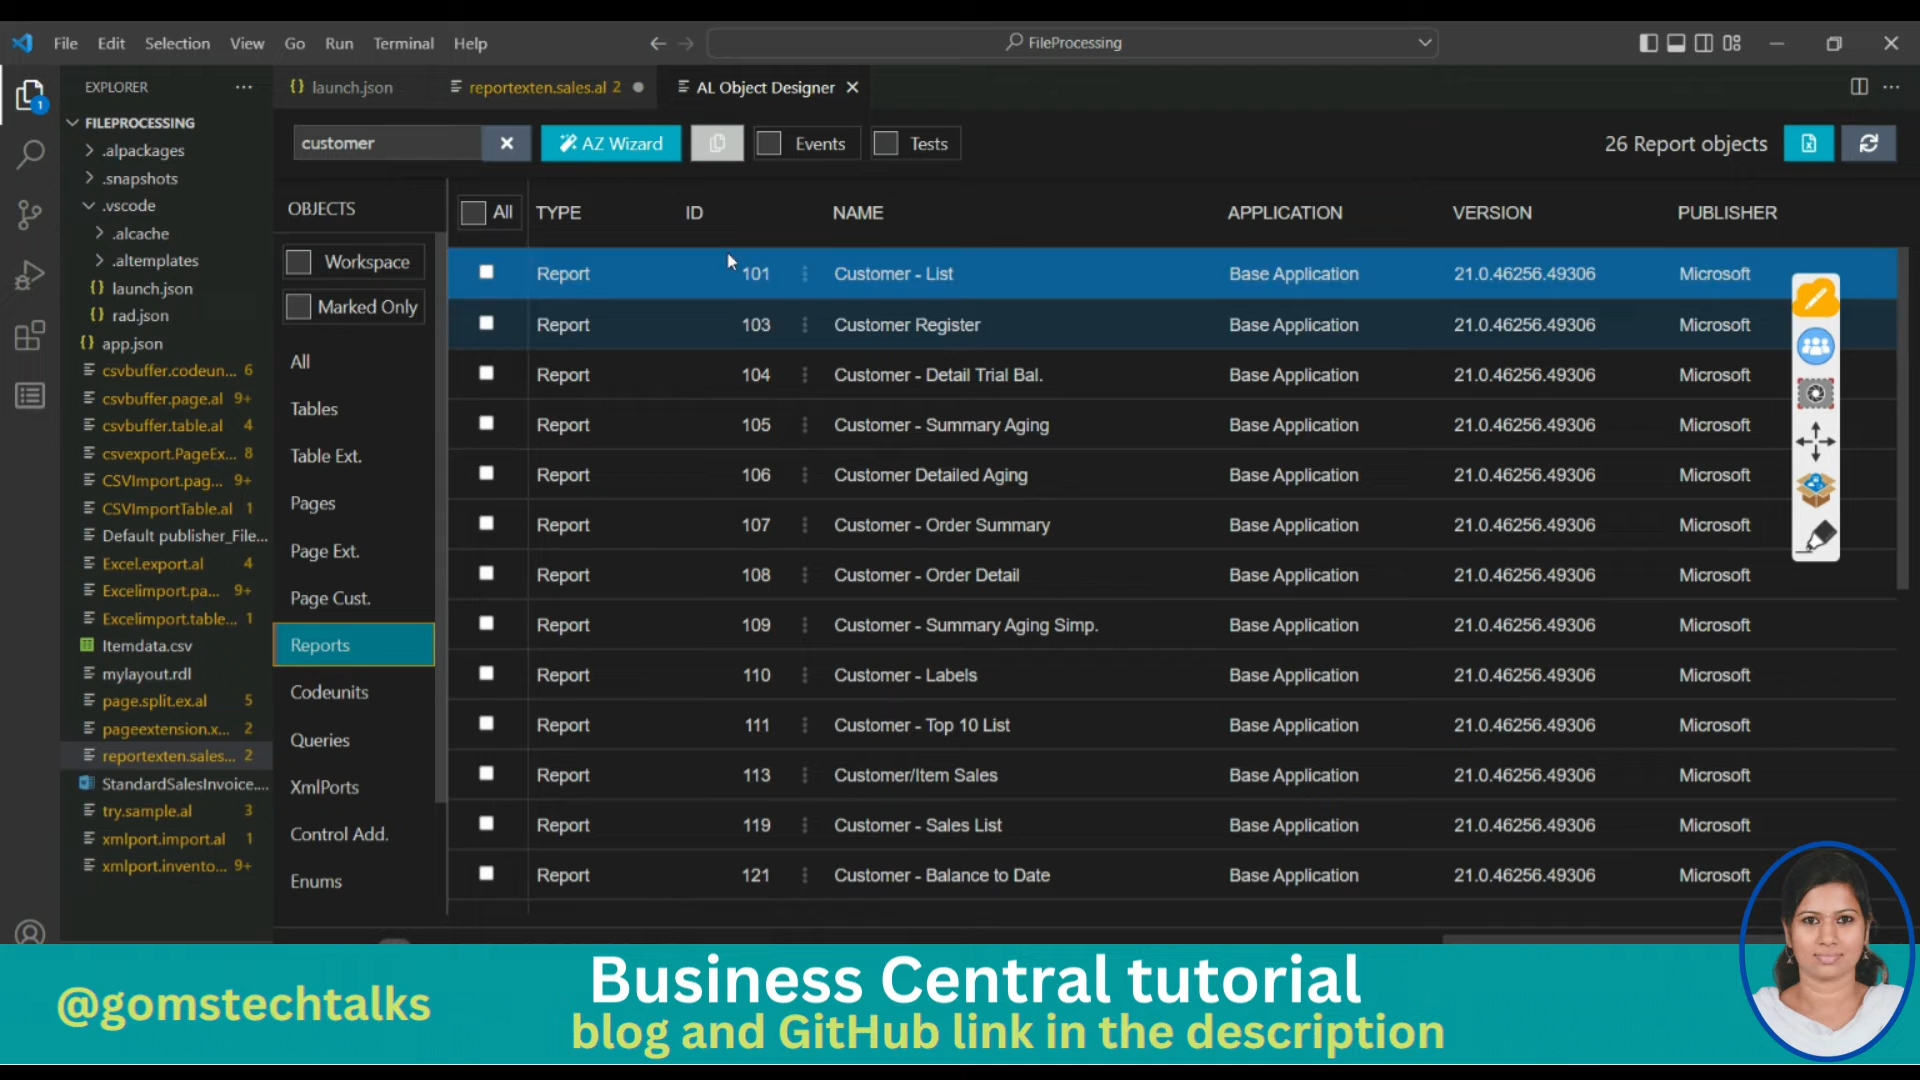 File Edit Selection View Go Run Terminal Help
FileProcessing
EXPLORER
launch.json
reportexten.sales.al 2
AL Object Designer
1
FILEPROCESSING
.alpackages
.snapshots
.vscode
.alcache
.altemplates
launch.json
rad.json
app.json
csvbuffer.codeun... 6
csvbuffer.page.al 9+
csvbuffer.table.al 4
csvexport.PageEx... 8
CSVImport.pag... 9+
CSVImportTable.al 1
Default publisher_File...
Excel.export.al 4
Excelimport.pa... 9+
Excelimport.table... 1
Itemdata.csv
mylayout.rdl
page.split.ex.al 5
pageextension.x... 2
reportexten.sales... 2
StandardSalesInvoice....
try.sample.al 3
xmlport.import.al 1
xmlport.invento... 9+
customer
AZ Wizard
Events
Tests
26 Report objects
OBJECTS
Workspace
Marked Only
All
Tables
Table Ext.
Pages
Page Ext.
Page Cust.
Reports
Codeunits
Queries
XmlPorts
Control Add.
Enums
All TYPE ID NAME APPLICATION VERSION PUBLISHER
Report 101 Customer - List Base Application 21.0.46256.49306 Microsoft
Report 103 Customer Register Base Application 21.0.46256.49306 Microsoft
Report 104 Customer - Detail Trial Bal. Base Application 21.0.46256.49306 Microsoft
Report 105 Customer - Summary Aging Base Application 21.0.46256.49306 Microsoft
Report 106 Customer Detailed Aging Base Application 21.0.46256.49306 Microsoft
Report 107 Customer - Order Summary Base Application 21.0.46256.49306 Microsoft
Report 108 Customer - Order Detail Base Application 21.0.46256.49306 Microsoft
Report 109 Customer - Summary Aging Simp. Base Application 21.0.46256.49306 Microsoft
Report 110 Customer - Labels Base Application 21.0.46256.49306 Microsoft
Report 111 Customer - Top 10 List Base Application 21.0.46256.49306 Microsoft
Report 113 Customer/Item Sales Base Application 21.0.46256.49306 Microsoft
Report 119 Customer - Sales List Base Application 21.0.46256.49306 Microsoft
Report 121 Customer - Balance to Date Base Application 21.0.46256.49306 Microsoft
@gomstechtalks
Business Central tutorial
blog and GitHub link in the description